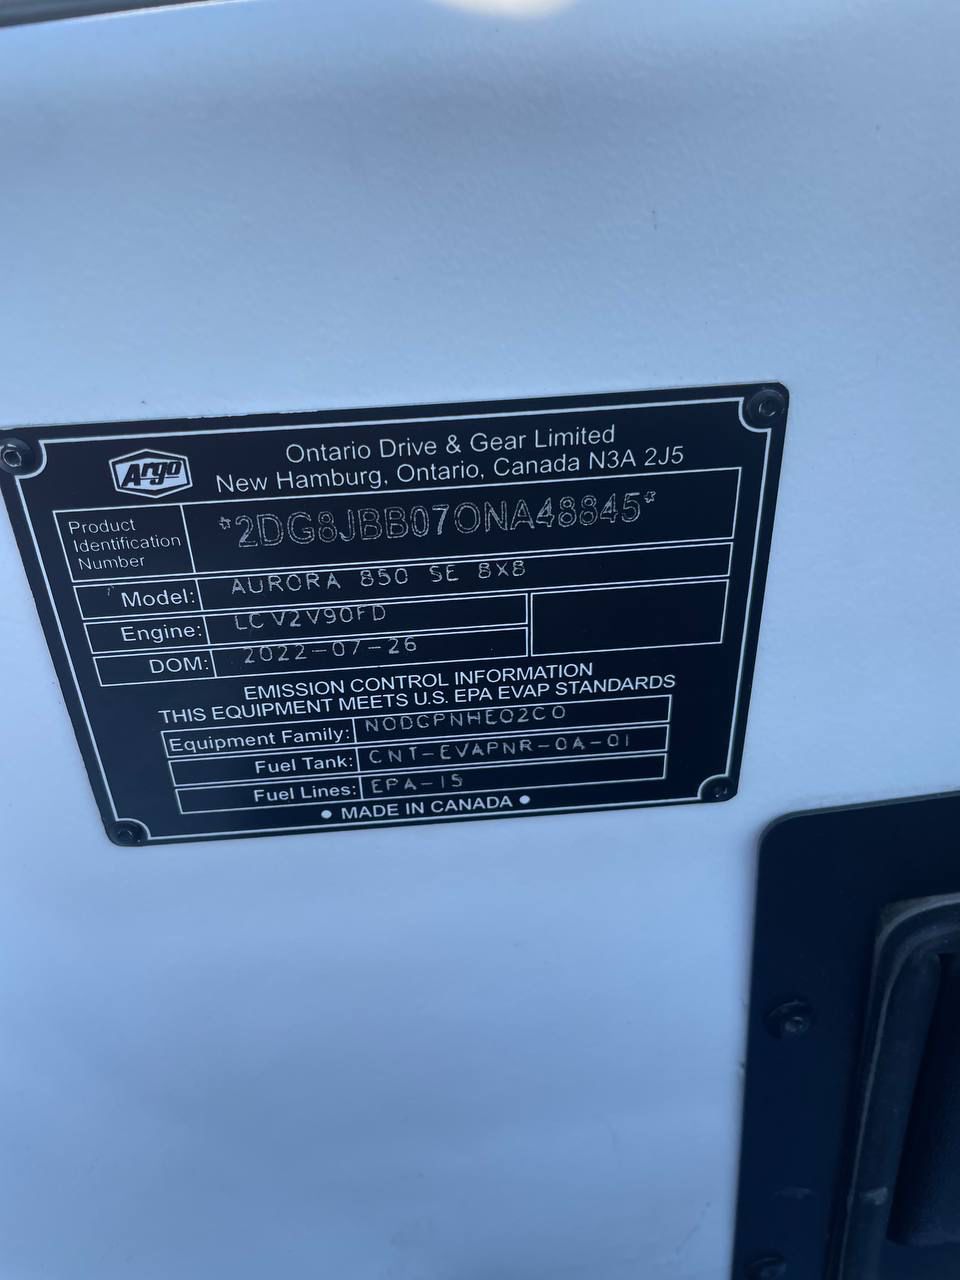 Argo
Ontario Drive & Gear Limited
New Hamburg, Ontario, Canada N3A 2J5
Product Identification Number
*2DG8JBB070NA48845*
Model: AURORA 850 SE 8X8
Engine: LCV2V90FD
DOM: 2022-07-26
EMISSION CONTROL INFORMATION
THIS EQUIPMENT MEETS U.S. EPA EVAP STANDARDS
Equipment Family: NODGPNHE02C0
Fuel Tank: CNT-EVAPNR-0A-01
Fuel Lines: EPA-15
• MADE IN CANADA •